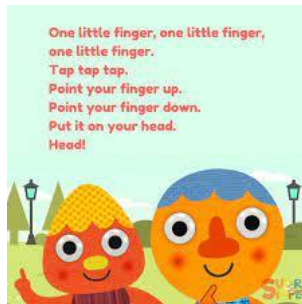 One little finger, one little finger,
one little finger.
Tap tap tap.
Point your finger up.
Point your finger down.
Put it on your head.
Head!